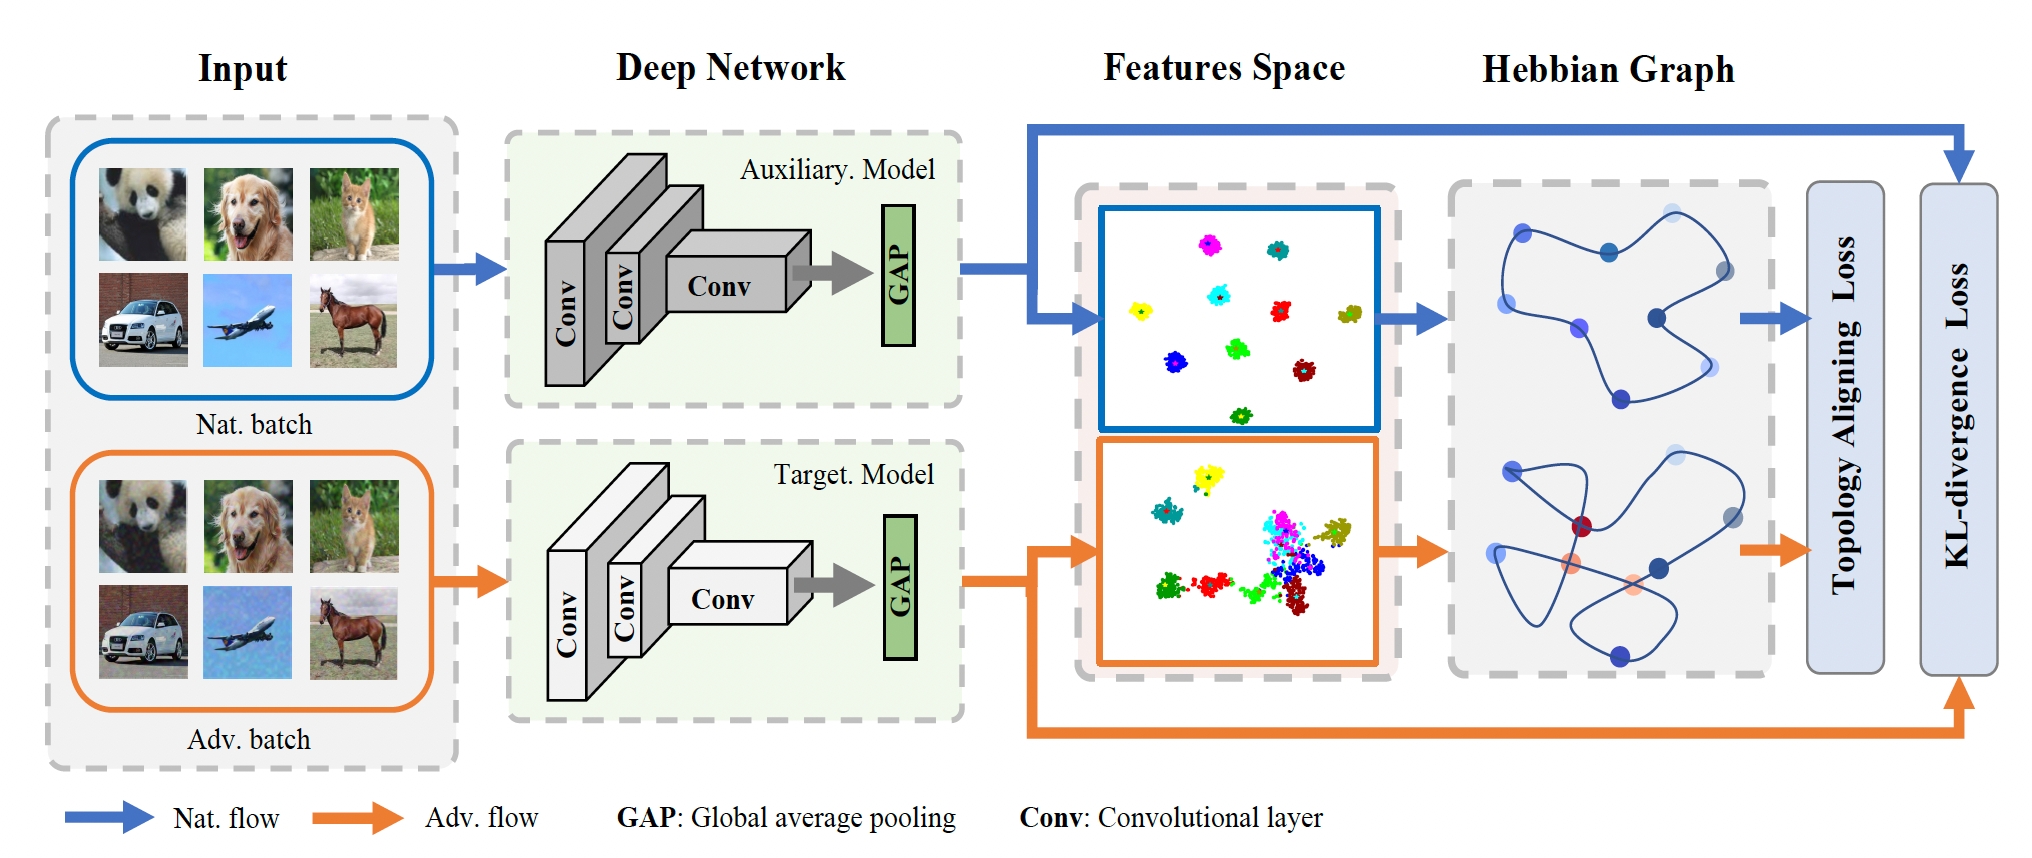 Input
Deep Network
Features Space
Hebbian Graph
Auxiliary. Model
Conv
Conv
Conv
GAP
Nat. batch
Target. Model
Conv
Conv
Conv
GAP
Adv. batch
Topology Aligning Loss
KL-divergence Loss
Nat. flow
Adv. flow
GAP: Global average pooling
Conv: Convolutional layer